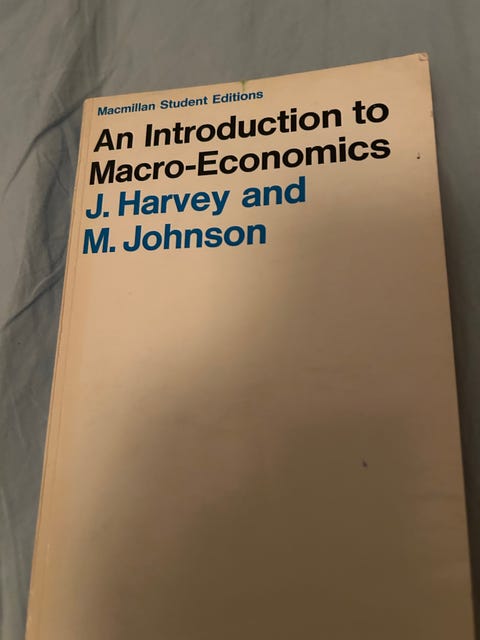 Macmillan Student Editions
An Introduction to
Macro-Economics
J. Harvey and
M. Johnson